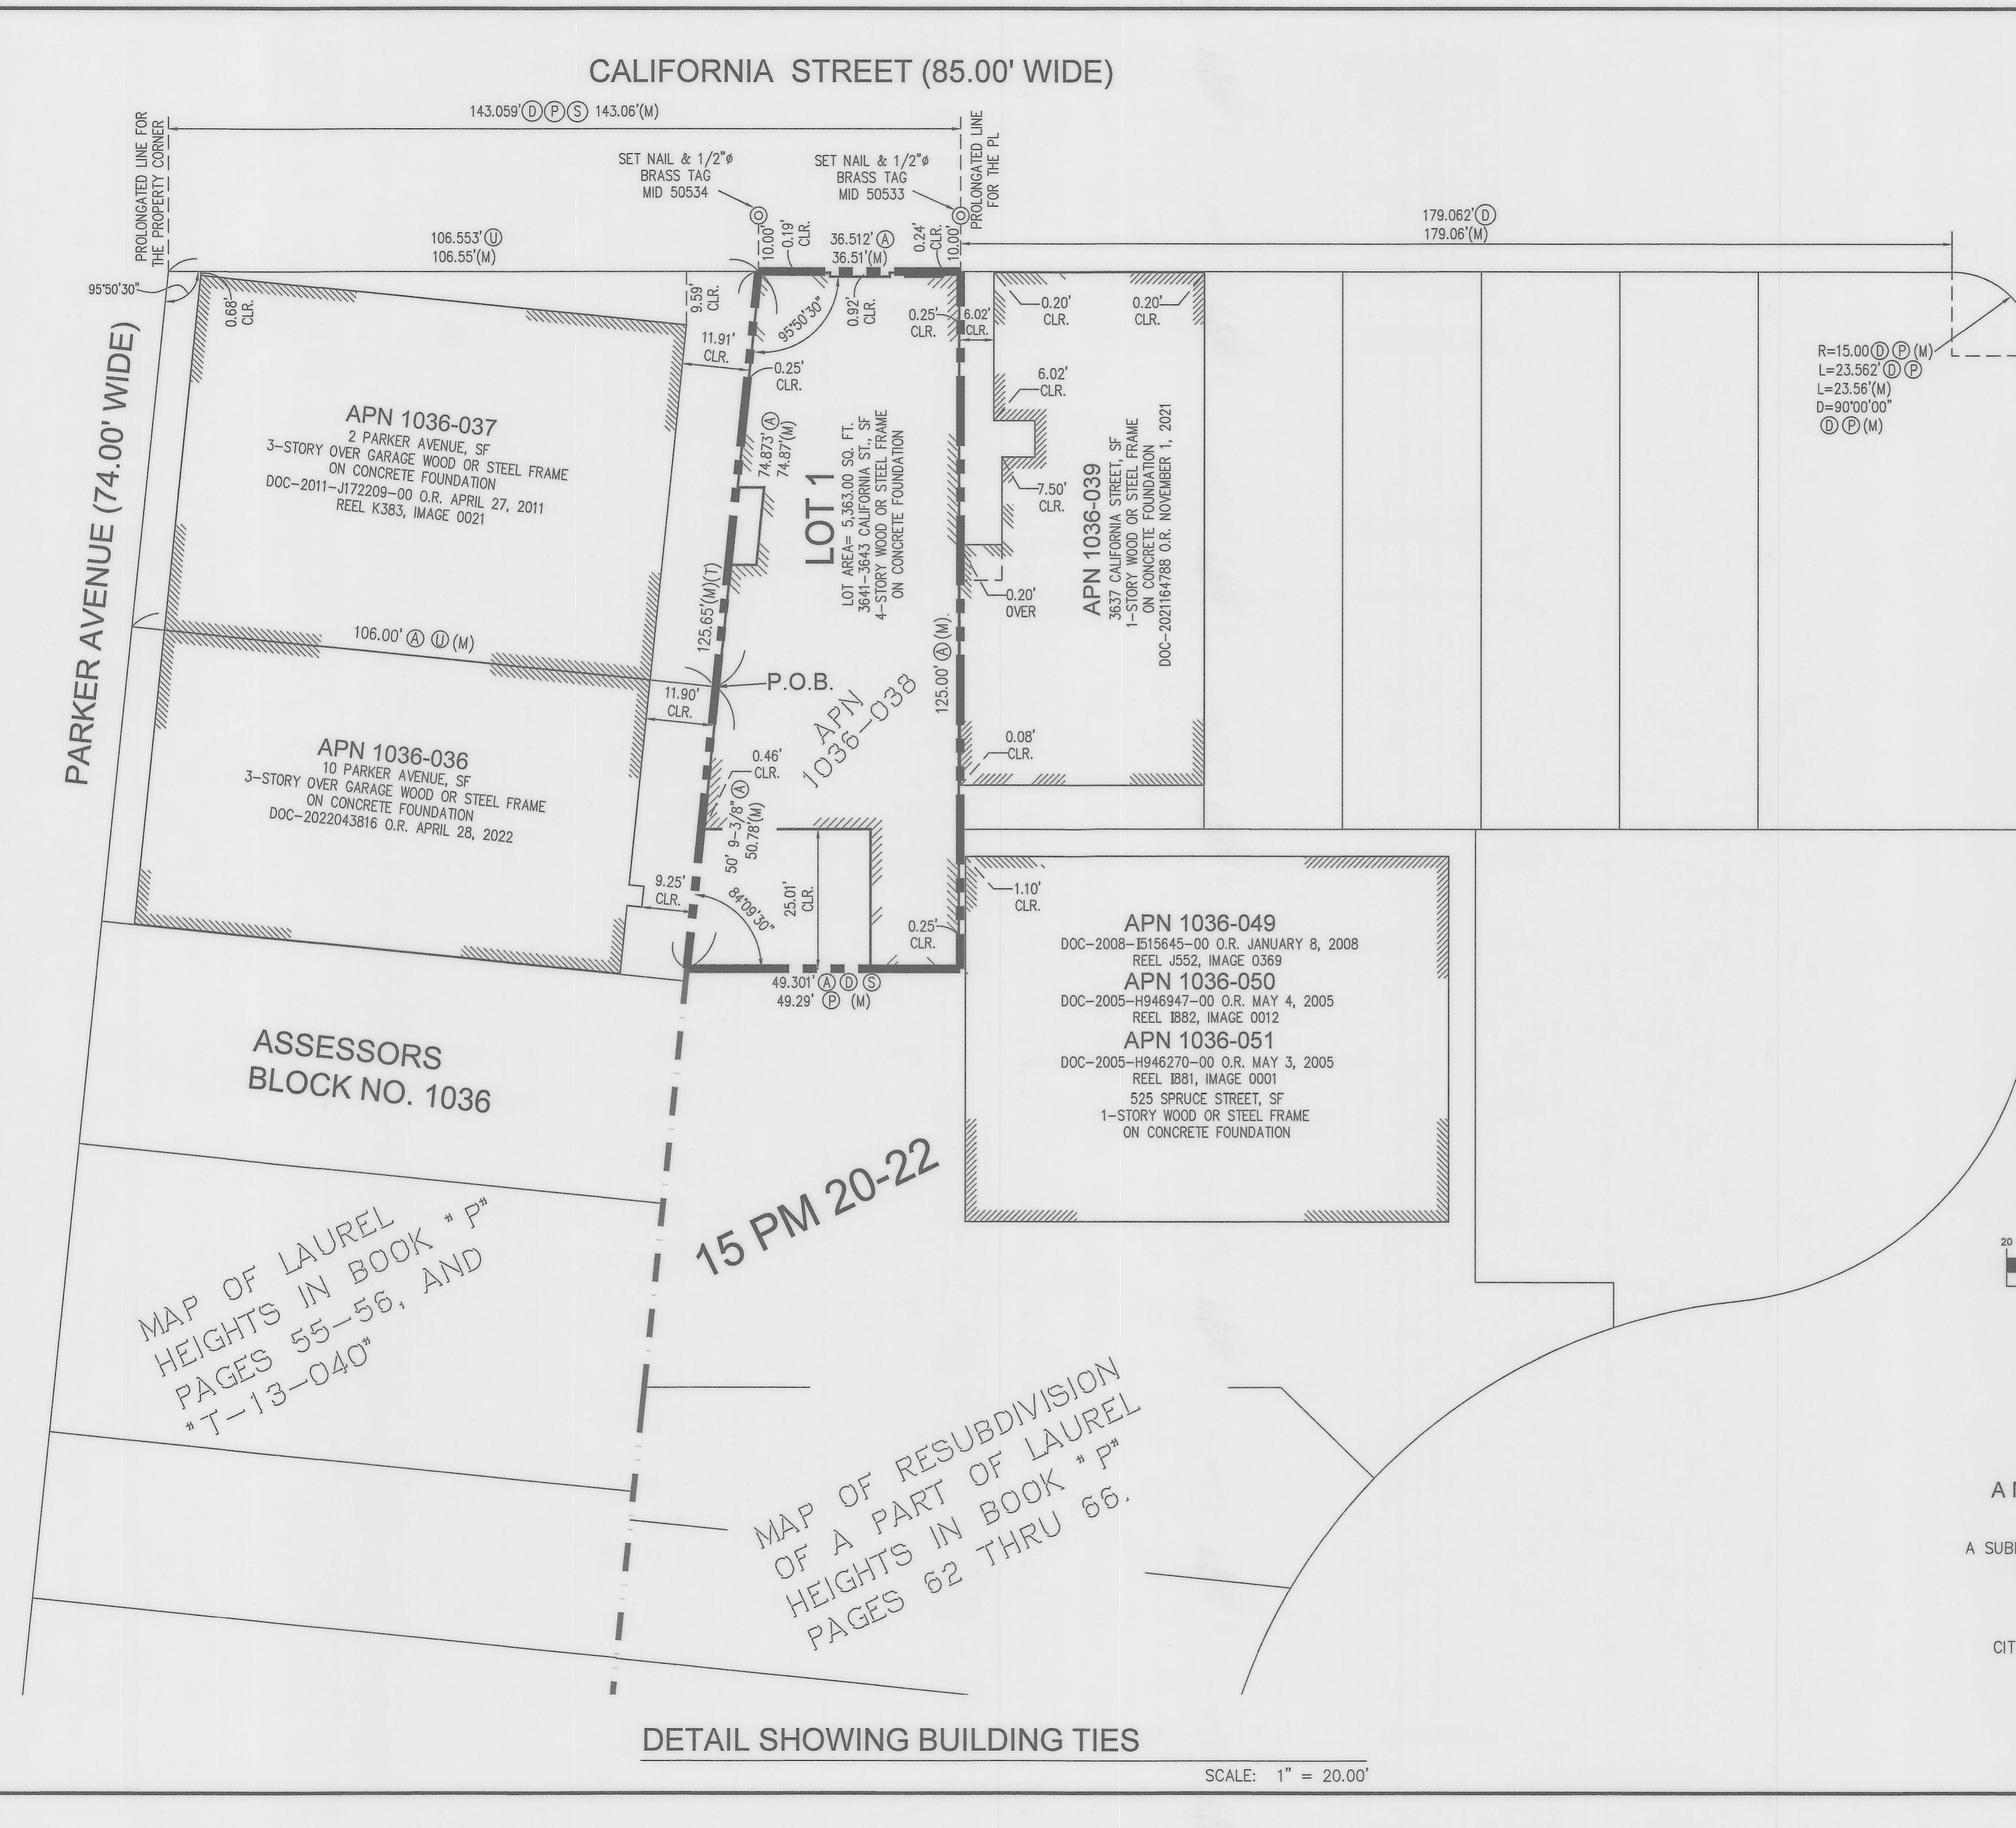 CALIFORNIA STREET (85.00' WIDE)
143.059' Ⓓ Ⓟ Ⓢ 143.06'(M)
PROLONGATED LINE FOR
THE PROPERTY CORNER
SET NAIL & 1/2"ø
BRASS TAG
MID 50534
SET NAIL & 1/2"ø
BRASS TAG
MID 50533
PROLONGATED LINE
FOR THE PL
179.062' Ⓓ
179.06'(M)
106.553' Ⓤ
106.55'(M)
10.00'
0.19'
CLR.
36.512' Ⓐ
36.51'(M)
0.24'
CLR.
10.00'
95°50'30"
0.68'
CLR.
9.59'
CLR.
11.91'
CLR.
95°50'30"
0.92'
CLR.
0.25'
CLR.
6.02'
CLR.
0.20'
CLR.
0.20'
CLR.
R=15.00 Ⓓ Ⓟ (M)
L=23.562' Ⓓ Ⓟ
L=23.56'(M)
D=90°00'00"
Ⓓ Ⓟ (M)
0.25'
CLR.
6.02'
CLR.
7.50'
CLR.
PARKER AVENUE (74.00' WIDE)
APN 1036-037
2 PARKER AVENUE, SF
3-STORY OVER GARAGE WOOD OR STEEL FRAME
ON CONCRETE FOUNDATION
DOC-2011-J172209-00 O.R. APRIL 27, 2011
REEL K383, IMAGE 0021
74.873' Ⓐ
74.87'(M)
LOT 1
LOT AREA= 5,363.00 SQ. FT.
3641-3643 CALIFORNIA ST., SF
4-STORY WOOD OR STEEL FRAME
ON CONCRETE FOUNDATION
APN 1036-039
3637 CALIFORNIA STREET, SF
1-STORY WOOD OR STEEL FRAME
ON CONCRETE FOUNDATION
DOC-2021164788 O.R. NOVEMBER 1, 2021
0.20'
OVER
125.65'(M)(T)
106.00' Ⓐ Ⓤ (M)
125.00' Ⓐ (M).
P.O.B.
11.90'
CLR.
APN
1036-038
0.08'
CLR.
0.46'
CLR.
APN 1036-036
10 PARKER AVENUE, SF
3-STORY OVER GARAGE WOOD OR STEEL FRAME
ON CONCRETE FOUNDATION
DOC-2022043816 O.R. APRIL 28, 2022
50' 9-3/8" Ⓐ
50.78'(M)
9.25'
CLR.
84°09'30"
25.01'
CLR.
0.25'
CLR.
1.10'
CLR.
49.301' Ⓐ Ⓓ Ⓢ
49.29' Ⓟ (M)
APN 1036-049
DOC-2008-I515645-00 O.R. JANUARY 8, 2008
REEL J552, IMAGE 0369
APN 1036-050
DOC-2005-H946947-00 O.R. MAY 4, 2005
REEL I882, IMAGE 0012
APN 1036-051
DOC-2005-H946270-00 O.R. MAY 3, 2005
REEL I881, IMAGE 0001
525 SPRUCE STREET, SF
1-STORY WOOD OR STEEL FRAME
ON CONCRETE FOUNDATION
ASSESSORS
BLOCK NO. 1036
15 PM 20-22
MAP OF LAUREL
HEIGHTS IN BOOK "P"
PAGES 55-56, AND
"T-13-040"
MAP OF RESUBDIVISION
OF A PART OF LAUREL
HEIGHTS IN BOOK "P"
PAGES 62 THRU 66.
20
A SUB
CIT
DETAIL SHOWING BUILDING TIES
SCALE: 1" = 20.00'